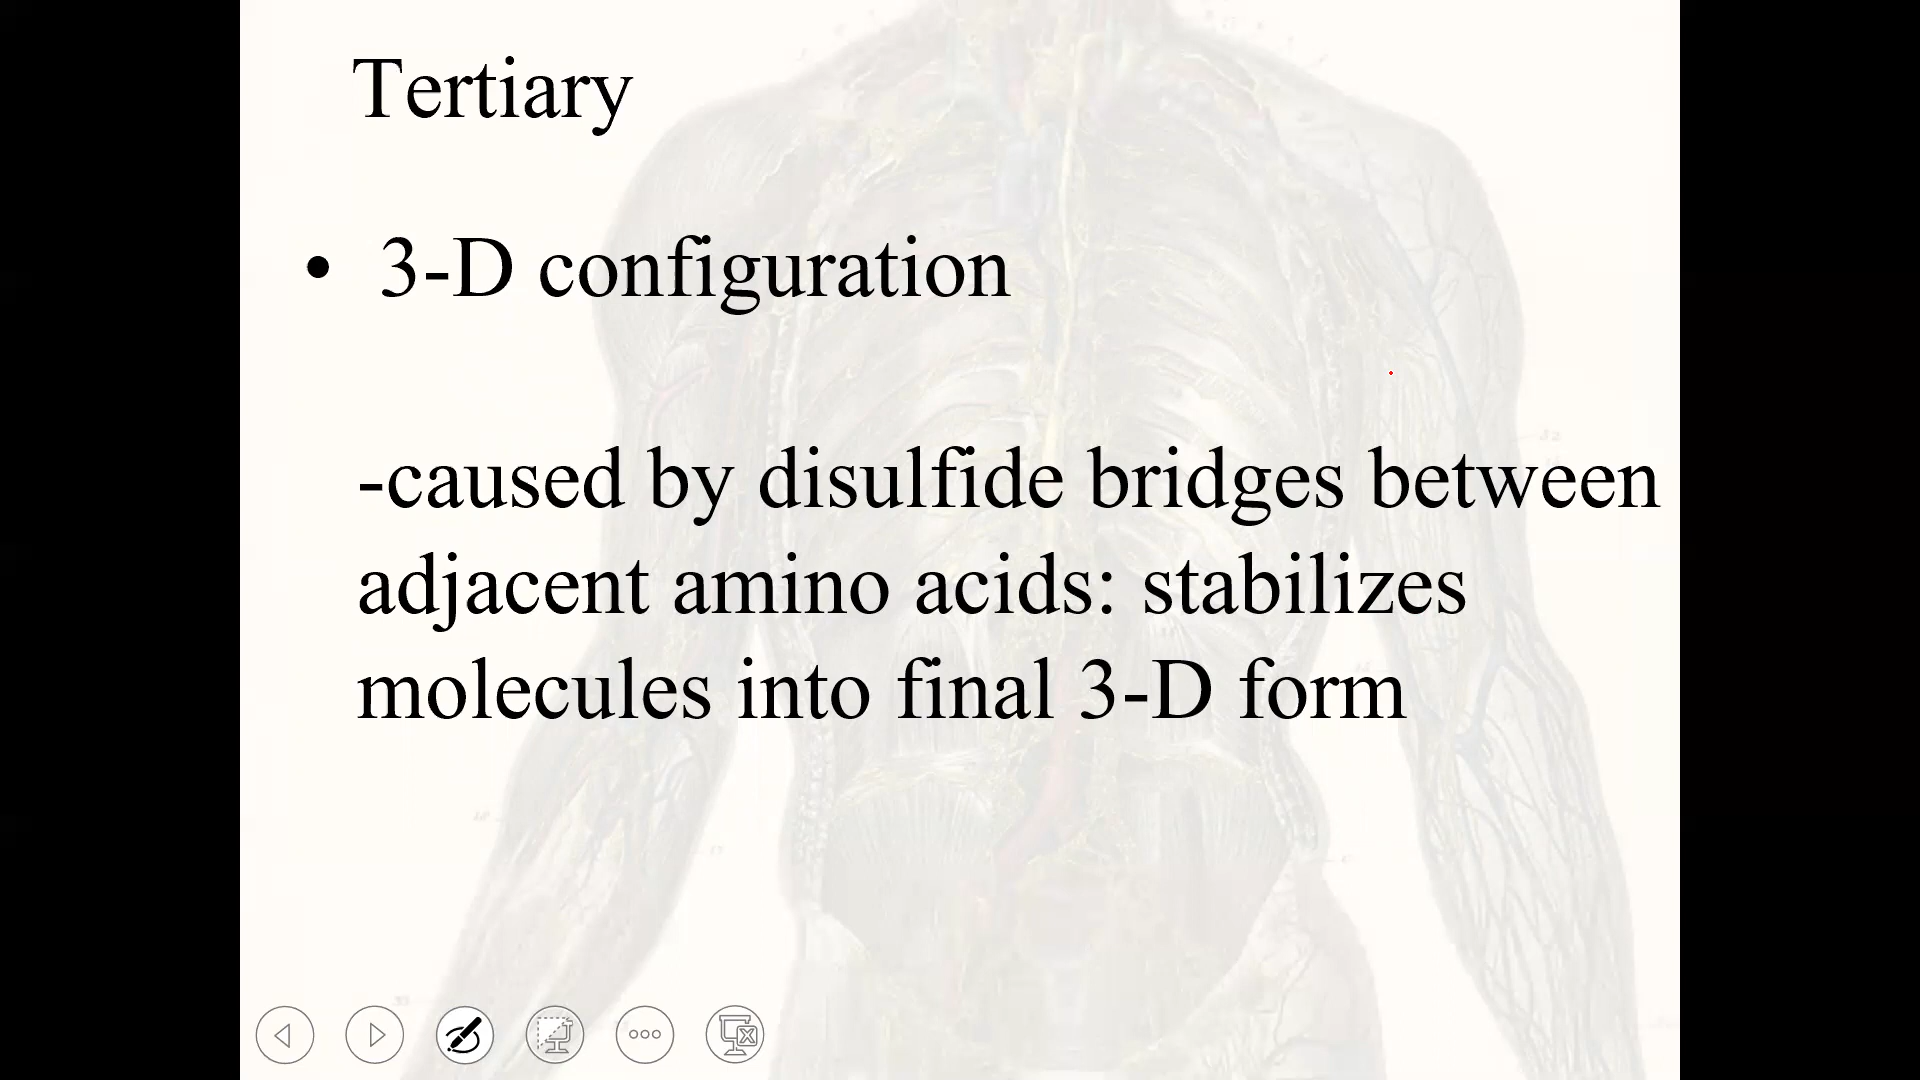 Tertiary
• 3-D configuration
-caused by disulfide bridges between
adjacent amino acids: stabilizes
molecules into final 3-D form